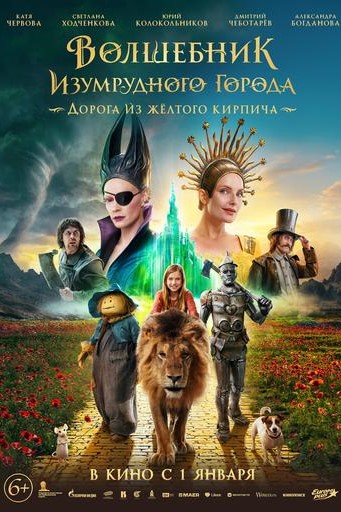 КАТЯ ЧЕРВОВА
СВЕТЛАНА ХОДЧЕНКОВА
ЮРИЙ КОЛОКОЛЬНИКОВ
ДМИТРИЙ ЧЕБОТАРЁВ
АЛЕКСАНДРА БОГДАНОВА
ВОЛШЕБНИК
ИЗУМРУДНОГО ГОРОДА
ДОРОГА ИЗ ЖЁЛТОГО КИРПИЧА
В КИНО С 1 ЯНВАРЯ
6+